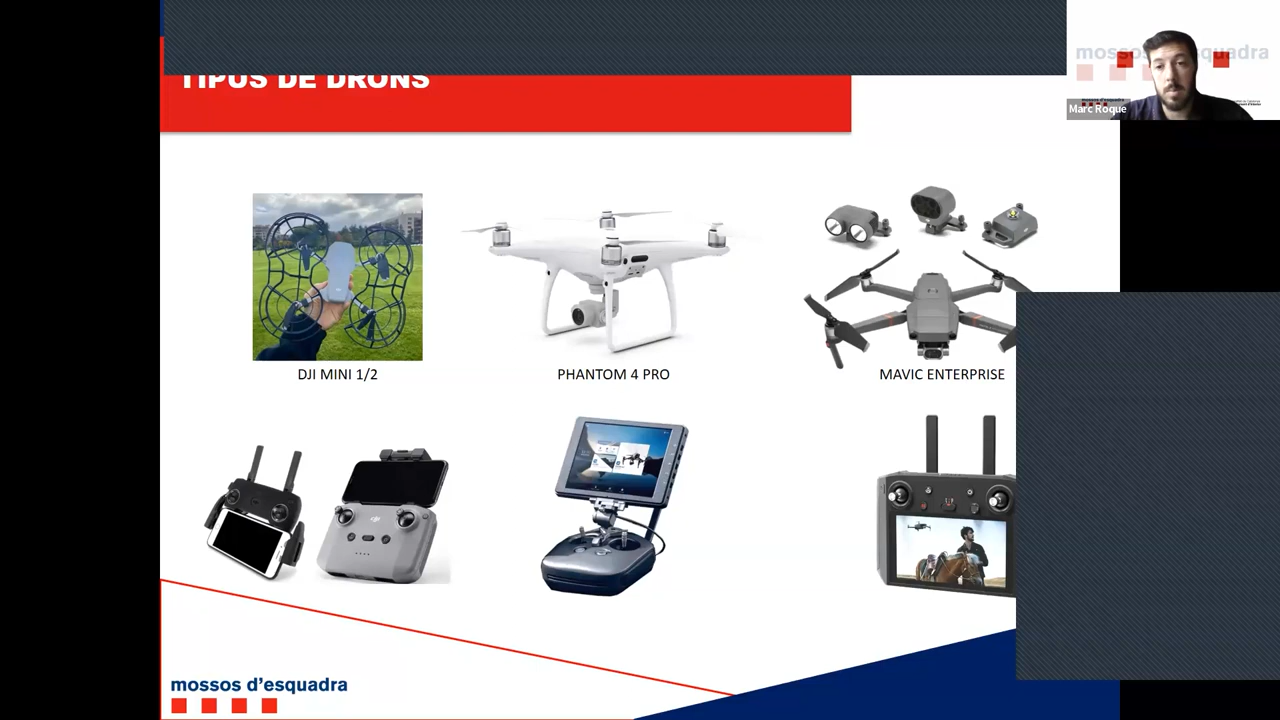 TIPUS DE DRONS
mossos d'esquadra
Marc Roque
DJI MINI 1/2
PHANTOM 4 PRO
MAVIC ENTERPRISE
mossos d'esquadra